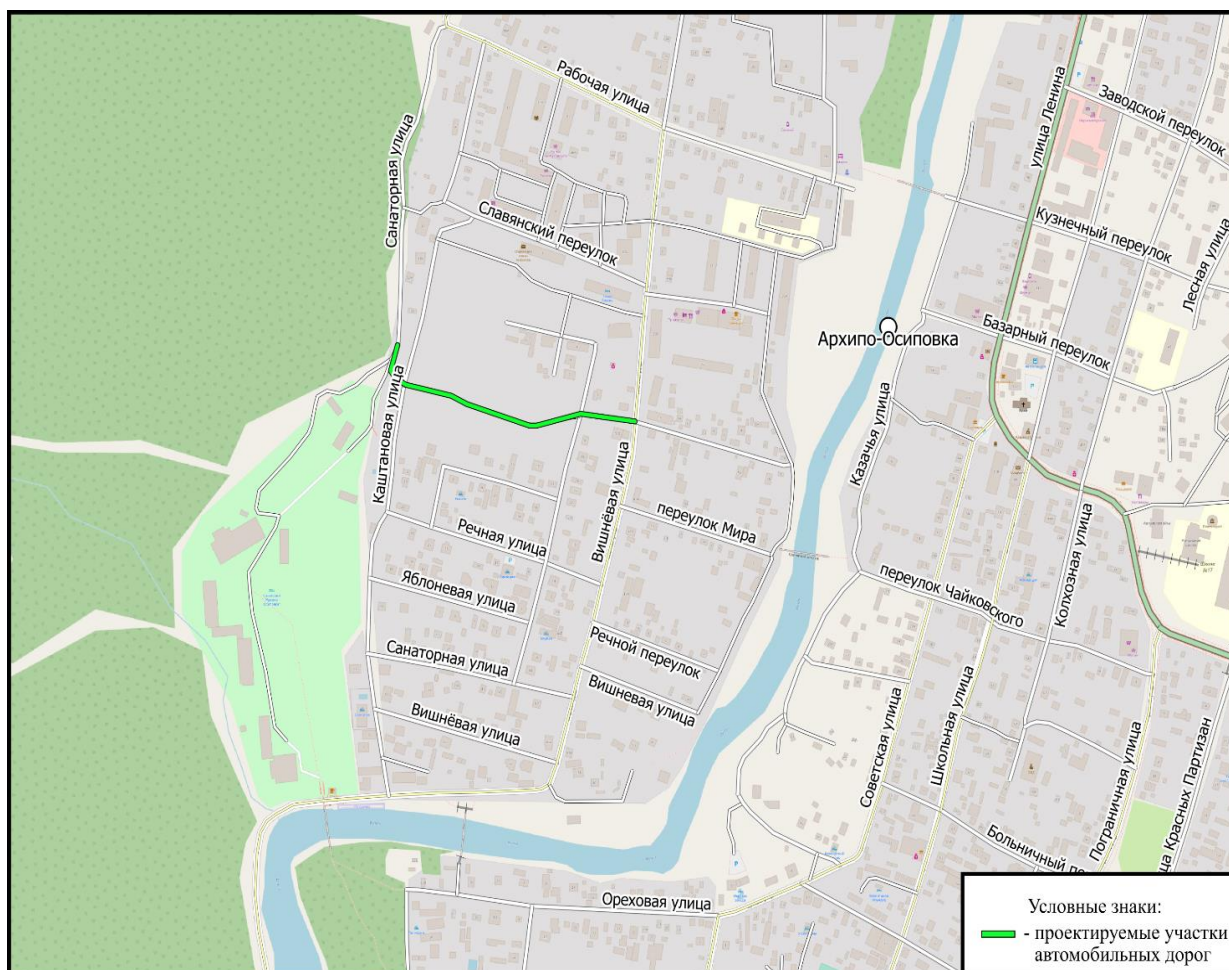 Рабочая улица
улица Ленина
Заводской переулок
Санаторная улица
Славянский переулок
Кузнечный переулок
Лесная улица
Базарный переулок
Архипо-Осиповка
Казачья улица
Каштановая улица
Вишнёвая улица
Колхозная улица
Речная улица
переулок Мира
Яблоневая улица
переулок Чайковского
Речной переулок
Санаторная улица
Вишневая улица
Вишнёвая улица
Советская улица
Школьная улица
Пограничная улица
ца Красных Партизан
Больничный пе
Ореховая улица
Условные знаки:
- проектируемые участки
автомобильных дорог